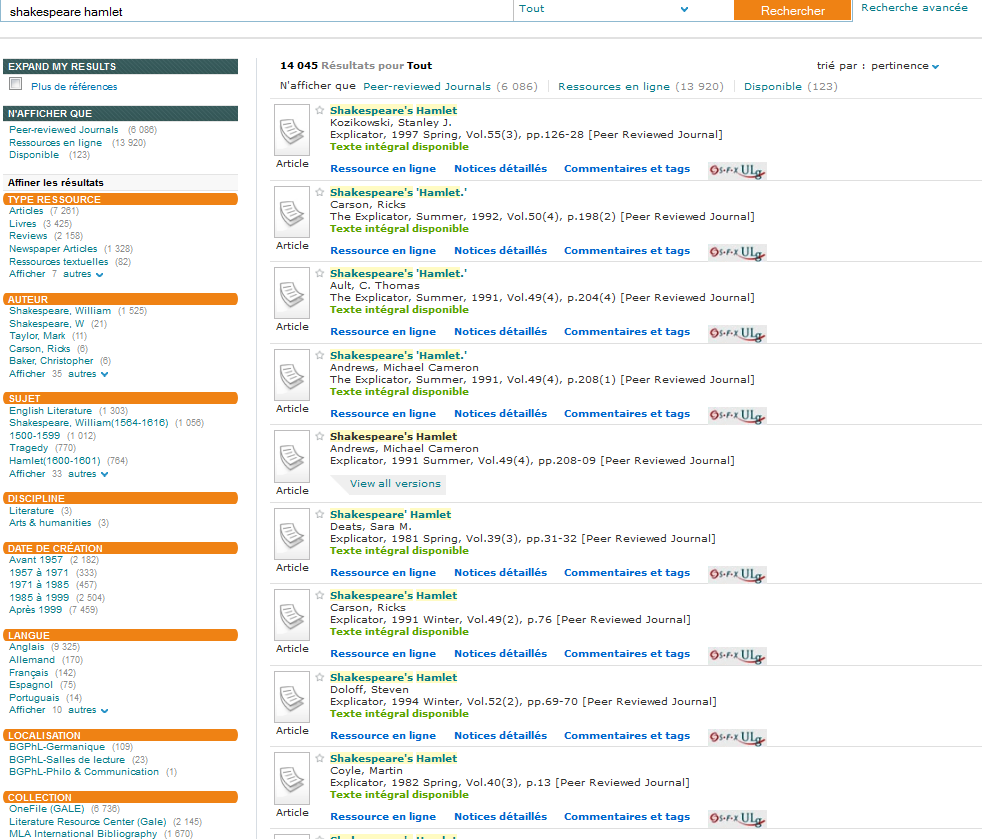 shakespeare hamlet
Tout
Rechercher
Recherche avancée
EXPAND MY RESULTS
Plus de références
N'AFFICHER QUE
Peer-reviewed Journals (6 086)
Ressources en ligne (13 920)
Disponible (123)
Affiner les résultats
TYPE RESSOURCE
Articles (7 261)
Livres (3 425)
Reviews (2 158)
Newspaper Articles (1 328)
Ressources textuelles (82)
Afficher 7 autres
AUTEUR
Shakespeare, William (1 525)
Shakespeare, W (21)
Taylor, Mark (11)
Carson, Ricks (6)
Baker, Christopher (6)
Afficher 35 autres
SUJET
English Literature (1 303)
Shakespeare, William(1564-1616) (1 056)
1500-1599 (1 012)
Tragedy (770)
Hamlet(1600-1601) (764)
Afficher 33 autres
DISCIPLINE
Literature (3)
Arts & humanities (3)
DATE DE CRÉATION
Avant 1957 (2 182)
1957 à 1971 (333)
1971 à 1985 (457)
1985 à 1999 (2 504)
Après 1999 (7 459)
LANGUE
Anglais (9 325)
Allemand (170)
Français (142)
Espagnol (75)
Portuguais (14)
Afficher 10 autres
LOCALISATION
BGPhL-Germanique (109)
BGPhL-Salles de lecture (23)
BGPhL-Philo & Communication (1)
COLLECTION
OneFile (GALE) (6 736)
Literature Resource Center (Gale) (2 145)
MLA International Bibliography (1 670)
14 045 Résultats pour Tout
trié par : pertinence
N'afficher que Peer-reviewed Journals (6 086) Ressources en ligne (13 920) Disponible (123)
Shakespeare's Hamlet
Kozikowski, Stanley J.
Explicator, 1997 Spring, Vol.55(3), pp.126-28 [Peer Reviewed Journal]
Texte intégral disponible
Article
Ressource en ligne Notices détaillés Commentaires et tags S·F·X ULg
Shakespeare's 'Hamlet.'
Carson, Ricks
The Explicator, Summer, 1992, Vol.50(4), p.198(2) [Peer Reviewed Journal]
Texte intégral disponible
Article
Ressource en ligne Notices détaillés Commentaires et tags S·F·X ULg
Shakespeare's 'Hamlet.'
Ault, C. Thomas
The Explicator, Summer, 1991, Vol.49(4), p.204(4) [Peer Reviewed Journal]
Texte intégral disponible
Article
Ressource en ligne Notices détaillés Commentaires et tags S·F·X ULg
Shakespeare's 'Hamlet.'
Andrews, Michael Cameron
The Explicator, Summer, 1991, Vol.49(4), p.208(1) [Peer Reviewed Journal]
Texte intégral disponible
Article
Ressource en ligne Notices détaillés Commentaires et tags S·F·X ULg
Shakespeare's Hamlet
Andrews, Michael Cameron
Explicator, 1991 Summer, Vol.49(4), pp.208-09 [Peer Reviewed Journal]
View all versions
Article
Shakespeare' Hamlet
Deats, Sara M.
Explicator, 1981 Spring, Vol.39(3), pp.31-32 [Peer Reviewed Journal]
Texte intégral disponible
Article
Ressource en ligne Notices détaillés Commentaires et tags S·F·X ULg
Shakespeare's Hamlet
Carson, Ricks
Explicator, 1991 Winter, Vol.49(2), p.76 [Peer Reviewed Journal]
Texte intégral disponible
Article
Ressource en ligne Notices détaillés Commentaires et tags S·F·X ULg
Shakespeare's Hamlet
Doloff, Steven
Explicator, 1994 Winter, Vol.52(2), pp.69-70 [Peer Reviewed Journal]
Texte intégral disponible
Article
Ressource en ligne Notices détaillés Commentaires et tags S·F·X ULg
Shakespeare's Hamlet
Coyle, Martin
Explicator, 1982 Spring, Vol.40(3), p.13 [Peer Reviewed Journal]
Texte intégral disponible
Article
Ressource en ligne Notices détaillés Commentaires et tags S·F·X ULg